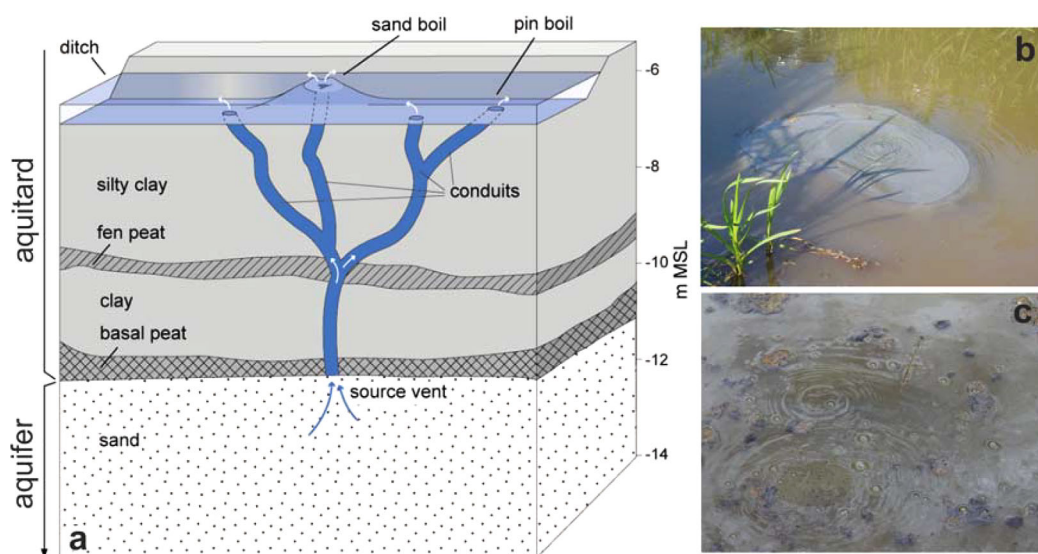 sand boil
pin boil
ditch
silty clay
conduits
fen peat
clay
basal peat
source vent
sand
aquitard
aquifer
-6
-8
-10
-12
-14
m MSL
a
b
c